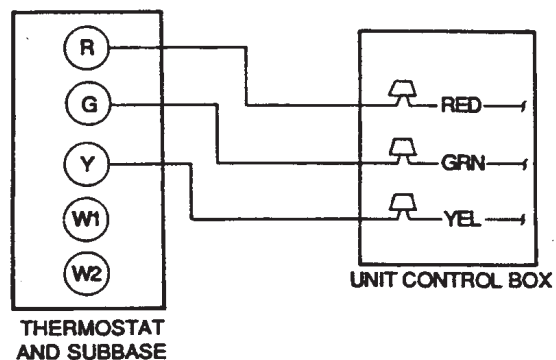 R
G
Y
W1
W2
RED
GRN
YEL
UNIT CONTROL BOX
THERMOSTAT
AND SUBBASE